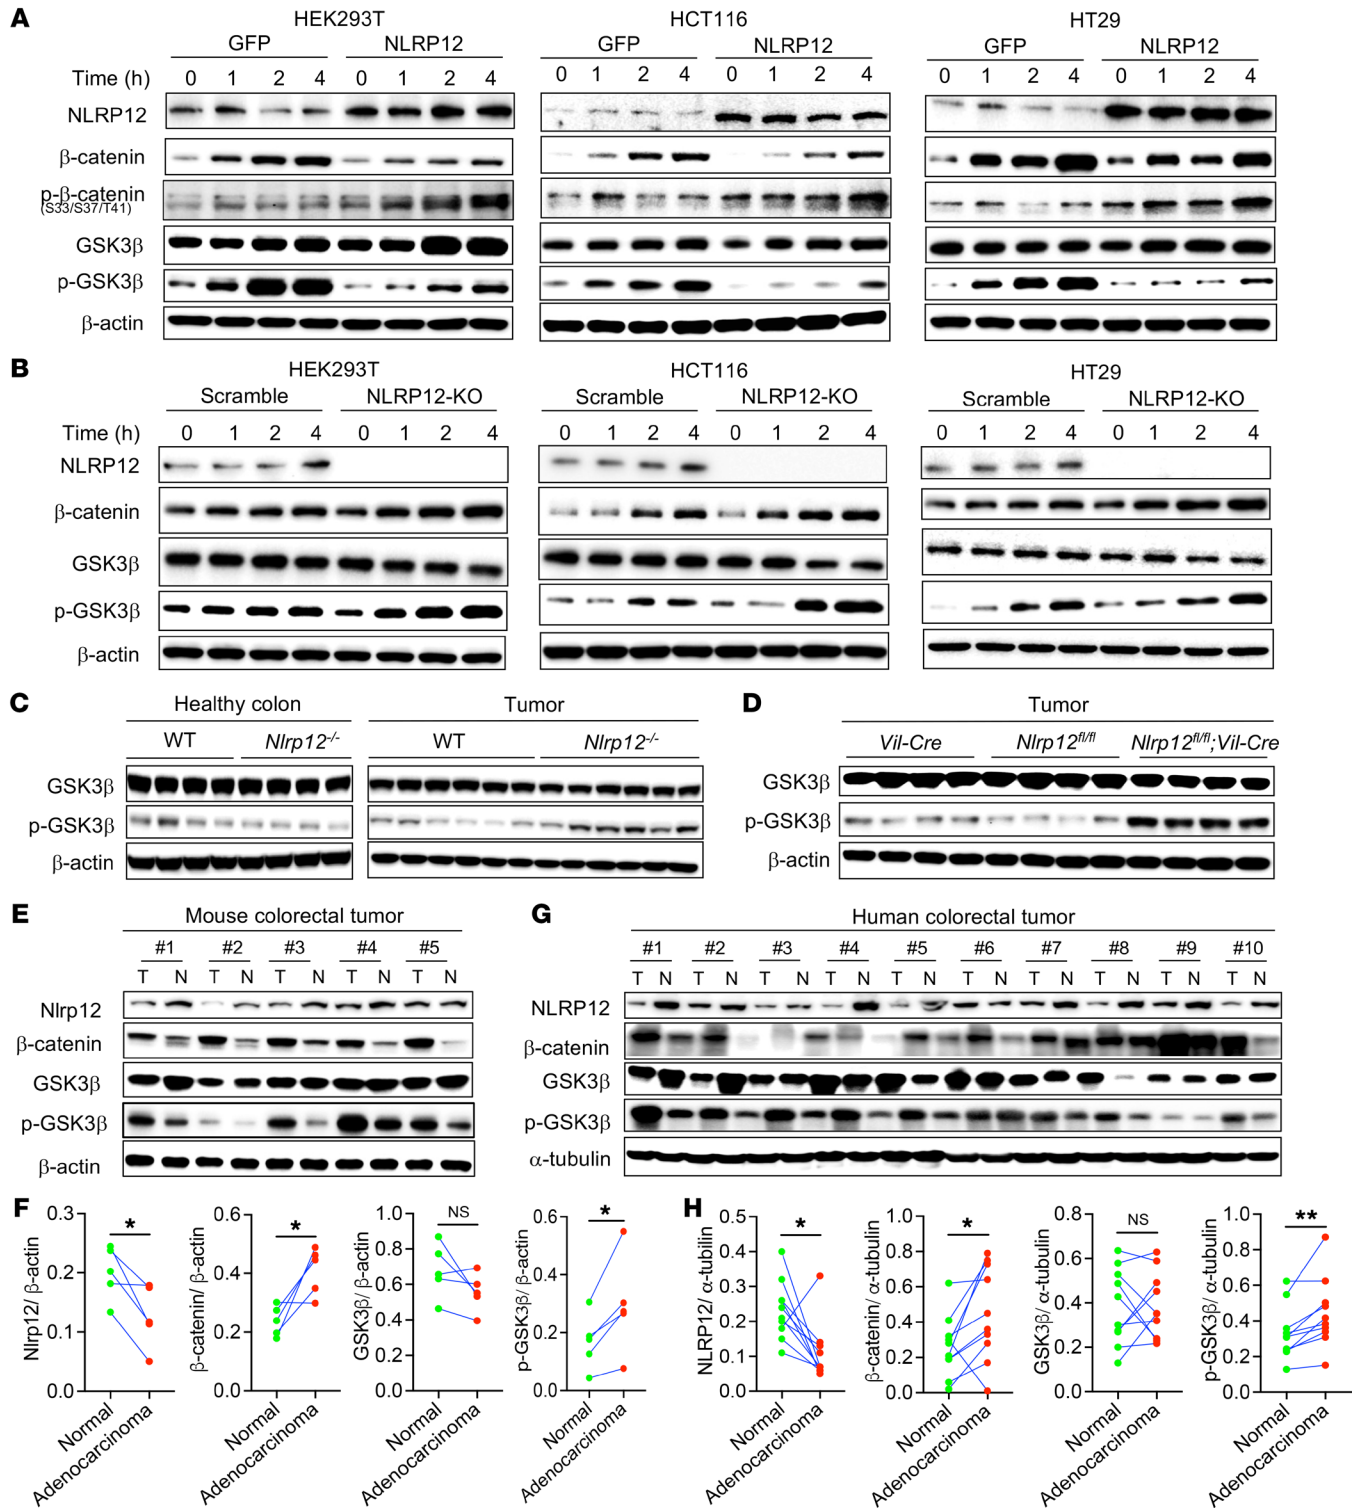 A
HEK293T HCT116 HT29
GFP NLRP12 GFP NLRP12 GFP NLRP12
Time (h) 0 1 2 4 0 1 2 4 0 1 2 4 0 1 2 4 0 1 2 4 0 1 2 4
NLRP12
β-catenin
p-β-catenin
(S33/S37/T41)
GSK3β
p-GSK3β
β-actin
B
HEK293T HCT116 HT29
Scramble NLRP12-KO Scramble NLRP12-KO Scramble NLRP12-KO
Time (h) 0 1 2 4 0 1 2 4 0 1 2 4 0 1 2 4 0 1 2 4 0 1 2 4
NLRP12
β-catenin
GSK3β
p-GSK3β
β-actin
C
Healthy colon Tumor
WT Nlrp12-/- WT Nlrp12-/-
GSK3β
p-GSK3β
β-actin
D
Tumor
Vil-Cre Nlrp12fl/fl Nlrp12fl/fl;Vil-Cre
GSK3β
p-GSK3β
β-actin
E
Mouse colorectal tumor
#1 #2 #3 #4 #5
T N T N T N T N T N
Nlrp12
β-catenin
GSK3β
p-GSK3β
β-actin
G
Human colorectal tumor
#1 #2 #3 #4 #5 #6 #7 #8 #9 #10
T N T N T N T N T N T N T N T N T N T N
NLRP12
β-catenin
GSK3β
p-GSK3β
α-tubulin
F
Nlrp12/ β-actin
0.3
0.2
0.1
0.0
*
Normal
Adenocarcinoma
β-catenin/ β-actin
0.6
0.4
0.2
0.0
*
Normal
Adenocarcinoma
GSK3β/ β-actin
1.0
0.8
0.6
0.4
0.2
0.0
NS
Normal
Adenocarcinoma
p-GSK3β/ β-actin
0.6
0.4
0.2
0.0
*
Normal
Adenocarcinoma
H
NLRP12/ α-tubilin
0.5
0.4
0.3
0.2
0.1
0.0
*
Normal
Adenocarcinoma
β-catenin/ α-tubulin
1.0
0.8
0.6
0.4
0.2
0.0
*
Normal
Adenocarcinoma
GSK3β/ α-tubulin
0.8
0.6
0.4
0.2
0.0
NS
Normal
Adenocarcinoma
p-GSK3β/ α-tubulin
1.0
0.8
0.6
0.4
0.2
0.0
**
Normal
Adenocarcinoma